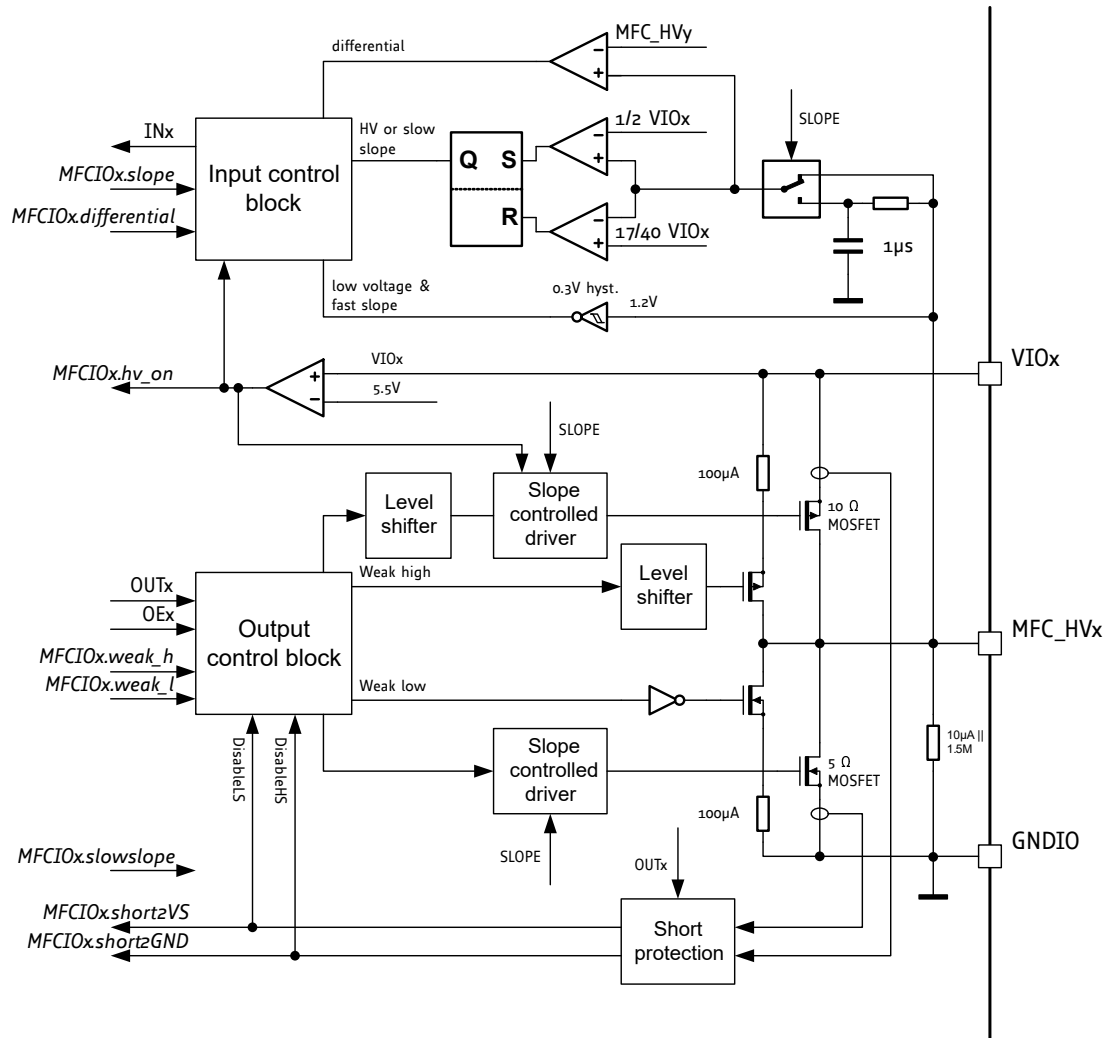 MFC_HVy
differential
SLOPE
1/2 VIOx
INx
HV or slow
slope
Q
S
MFCIOx.slope
Input control
block
MFCIOx.differential
R
17/40 VIOx
1µs
low voltage &
fast slope
0.3V hyst.
1.2V
VIOx
VIOx
MFCIOx.hv_on
5.5V
SLOPE
100µA
Level
shifter
Slope
controlled
driver
10 Ω
MOSFET
Weak high
Level
shifter
OUTx
OEx
Output
control block
MFC_HVx
MFCIOx.weak_h
MFCIOx.weak_l
Weak low
DisableLS
DisableHS
Slope
controlled
driver
5 Ω
MOSFET
10µA ||
1.5M
100µA
SLOPE
GNDIO
MFCIOx.slowslope
OUTx
MFCIOx.short2VS
MFCIOx.short2GND
Short
protection